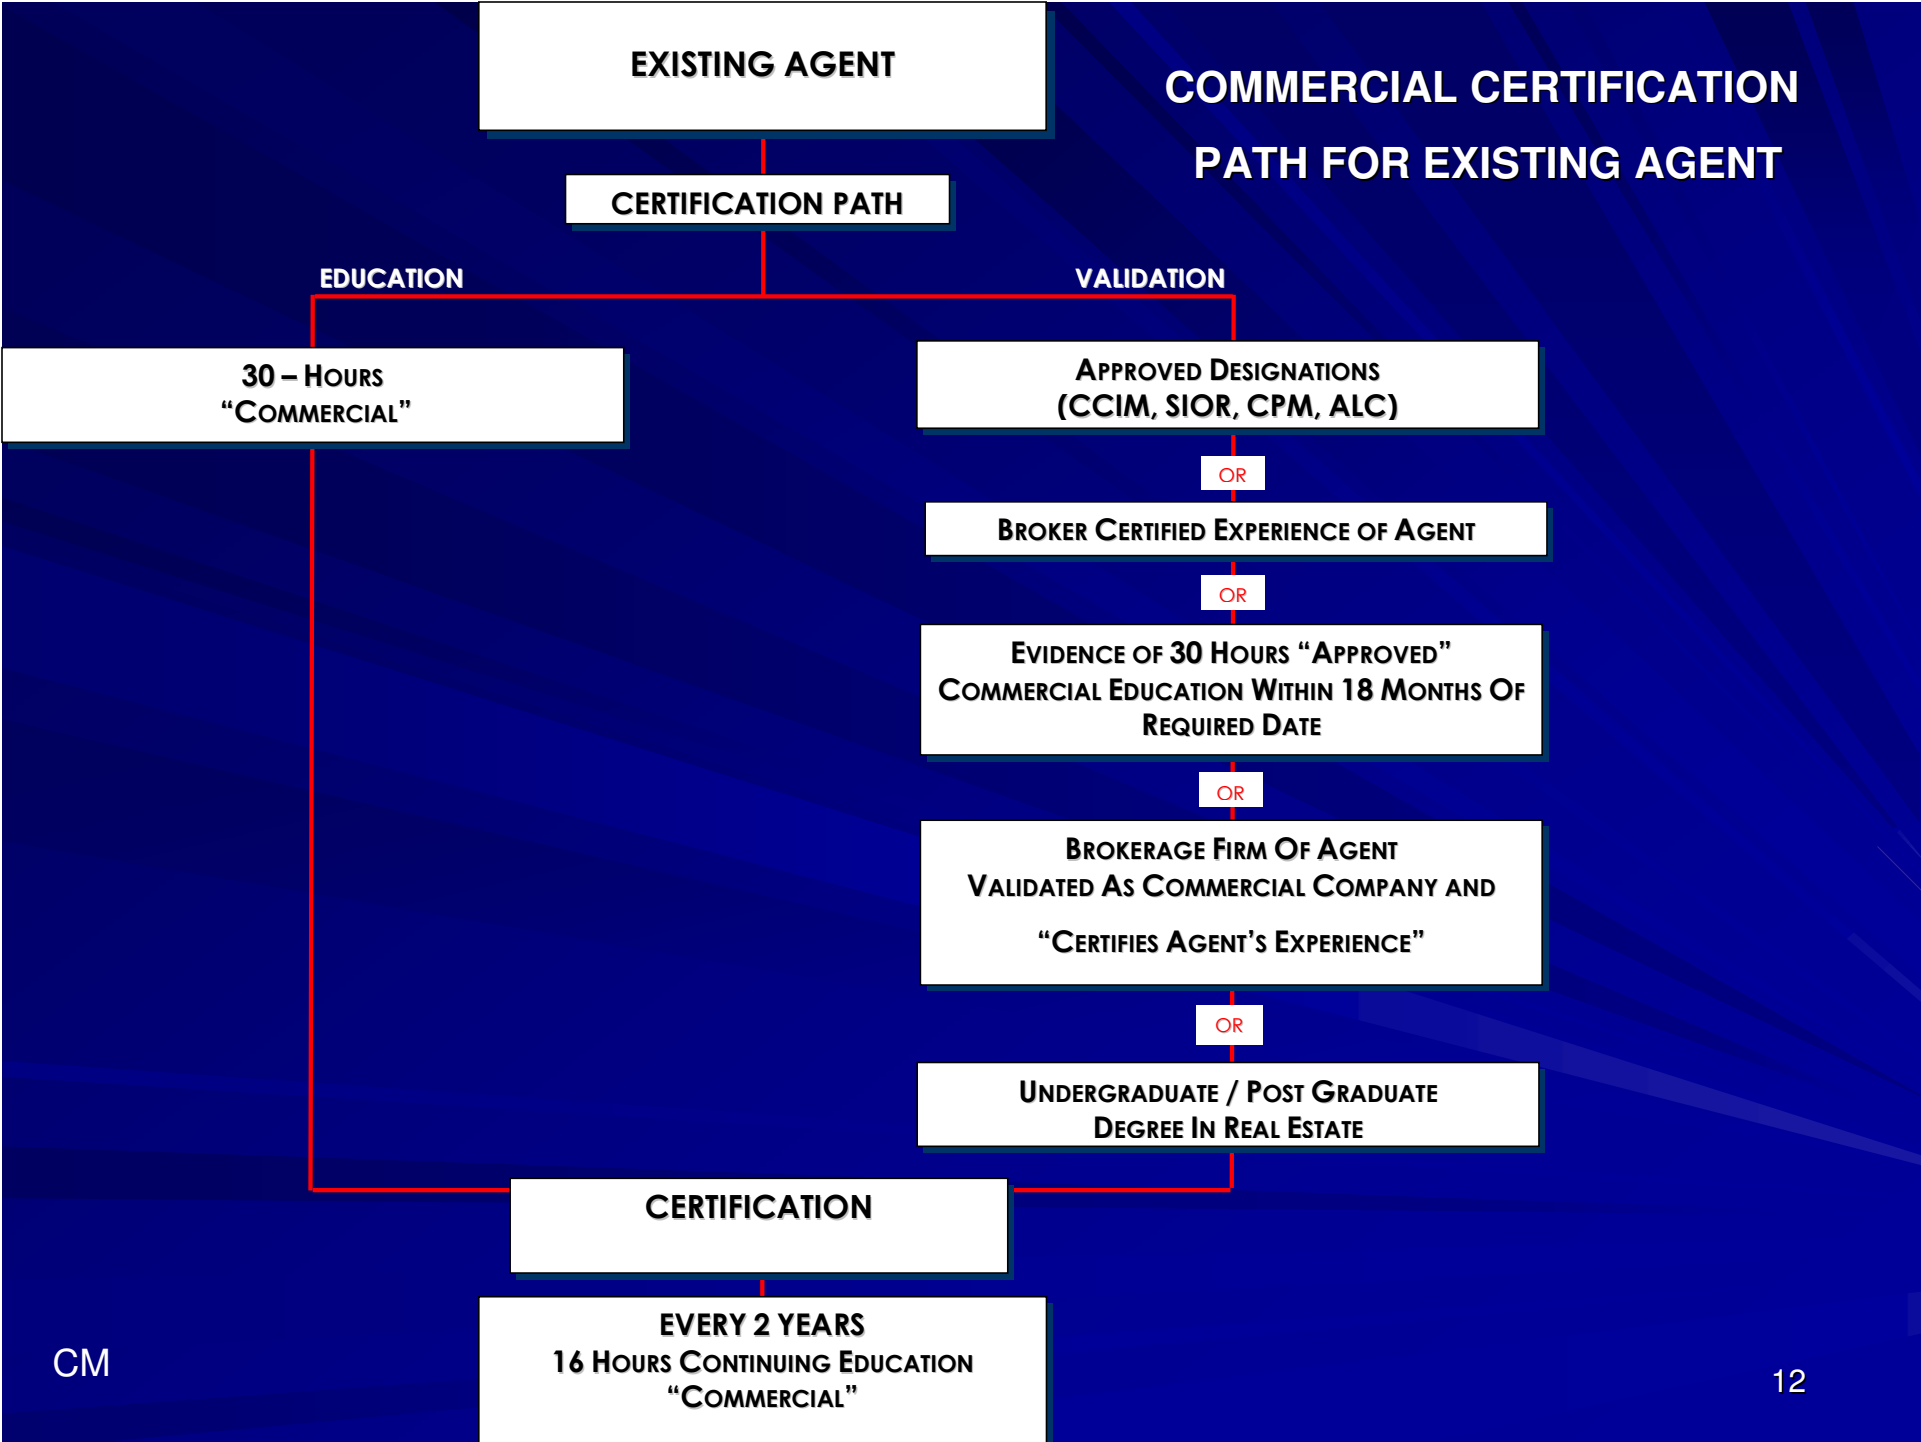 EXISTING AGENT
COMMERCIAL CERTIFICATION
PATH FOR EXISTING AGENT
CERTIFICATION PATH
EDUCATION
VALIDATION
30 – HOURS
“COMMERCIAL”
APPROVED DESIGNATIONS
(CCIM, SIOR, CPM, ALC)
OR
BROKER CERTIFIED EXPERIENCE OF AGENT
OR
EVIDENCE OF 30 HOURS “APPROVED”
COMMERCIAL EDUCATION WITHIN 18 MONTHS OF
REQUIRED DATE
OR
BROKERAGE FIRM OF AGENT
VALIDATED AS COMMERCIAL COMPANY AND
“CERTIFIES AGENT’S EXPERIENCE”
OR
UNDERGRADUATE / POST GRADUATE
DEGREE IN REAL ESTATE
CERTIFICATION
EVERY 2 YEARS
16 HOURS CONTINUING EDUCATION
“COMMERCIAL”
CM
12